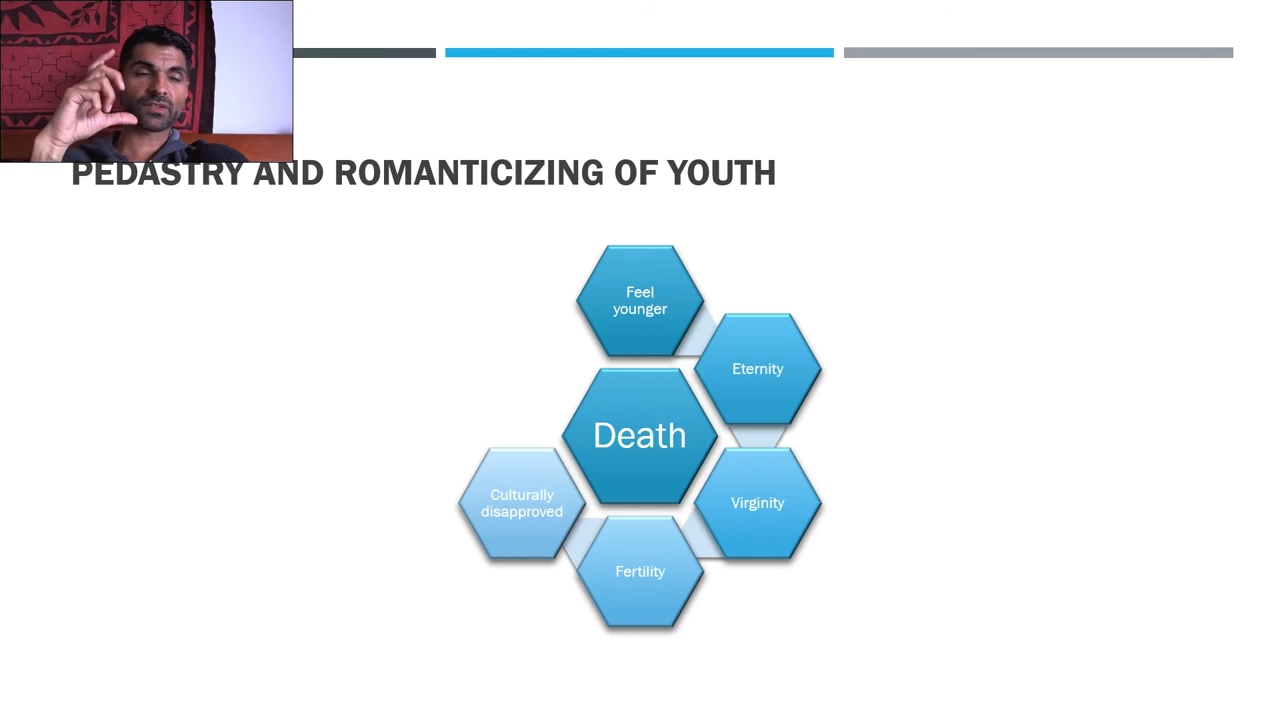 PEDASTRY AND ROMANTICIZING OF YOUTH
Feel
younger
Eternity
Death
Virginity
Culturally
disapproved
Fertility